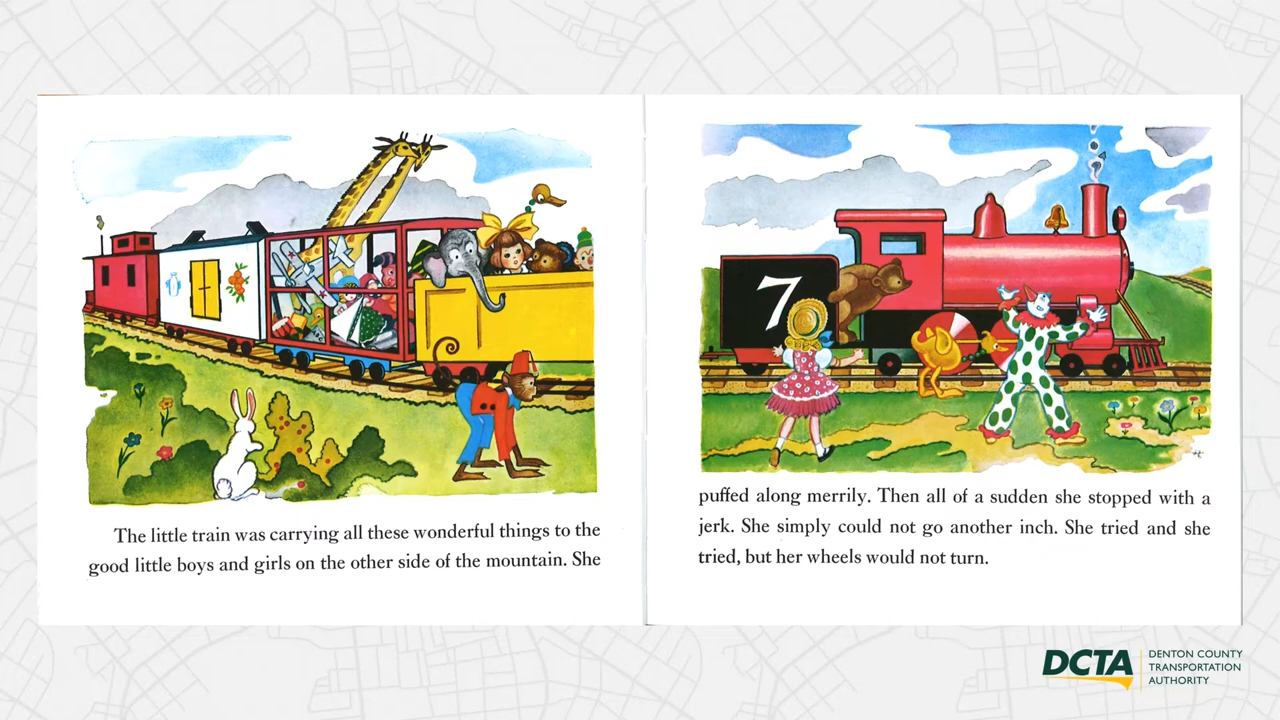 The little train was carrying all these wonderful things to the
good little boys and girls on the other side of the mountain. She
7
puffed along merrily. Then all of a sudden she stopped with a
jerk. She simply could not go another inch. She tried and she
tried, but her wheels would not turn.
DCTA
DENTON COUNTY
TRANSPORTATION
AUTHORITY